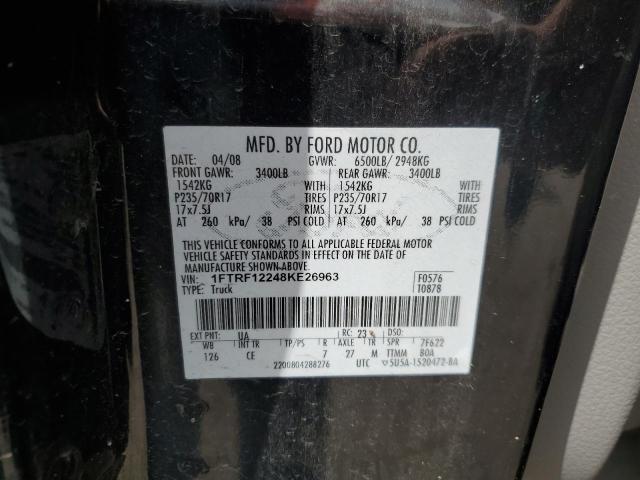 MFD. BY FORD MOTOR CO.
DATE: 04/08 GVWR: 6500LB/ 2948KG
FRONT GAWR: 3400LB REAR GAWR: 3400LB
1542KG WITH 1542KG WITH
P235/70R17 TIRES P235/70R17 TIRES
17x7.5J RIMS 17x7.5J RIMS
AT 260 kPa/ 38 PSI COLD AT 260 kPa/ 38 PSI COLD
THIS VEHICLE CONFORMS TO ALL APPLICABLE FEDERAL MOTOR
VEHICLE SAFETY STANDARDS IN EFFECT ON THE DATE OF
MANUFACTURE SHOWN ABOVE.
VIN: 1FTRF12248KE26963 F0576
TYPE: Truck T0878
EXT PNT: UA RC: 23 DSO:
WB INT TR TP/PS R AXLE TR SPR 7F622
126 CE 7 27 M TTMM BOA
2200804288276 UTC 5U5A-1520472-BA